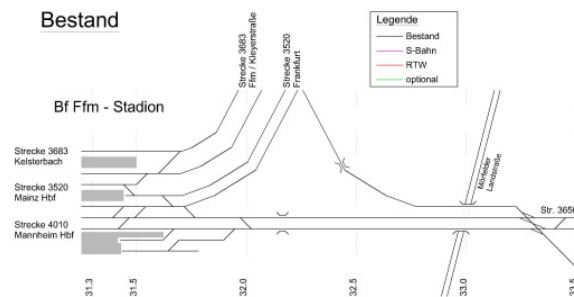 Bestand
Legende
Bestand
S-Bahn
RTW
optional
Strecke 3683
Ffm / Kleyerstraße
Strecke 3520
Frankfurt
Bf Ffm - Stadion
Strecke 3683
Kelsterbach
Strecke 3520
Mainz Hbf
Strecke 4010
Mannheim Hbf
Mörfelder
Landstraße
Str. 3656
31.3
31.5
32.0
32.5
33.0
33.5